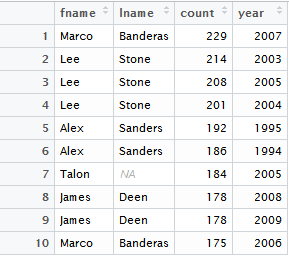 fname lname count year
1 Marco Banderas 229 2007
2 Lee Stone 214 2003
3 Lee Stone 208 2005
4 Lee Stone 201 2004
5 Alex Sanders 192 1995
6 Alex Sanders 186 1994
7 Talon NA 184 2005
8 James Deen 178 2008
9 James Deen 178 2009
10 Marco Banderas 175 2006